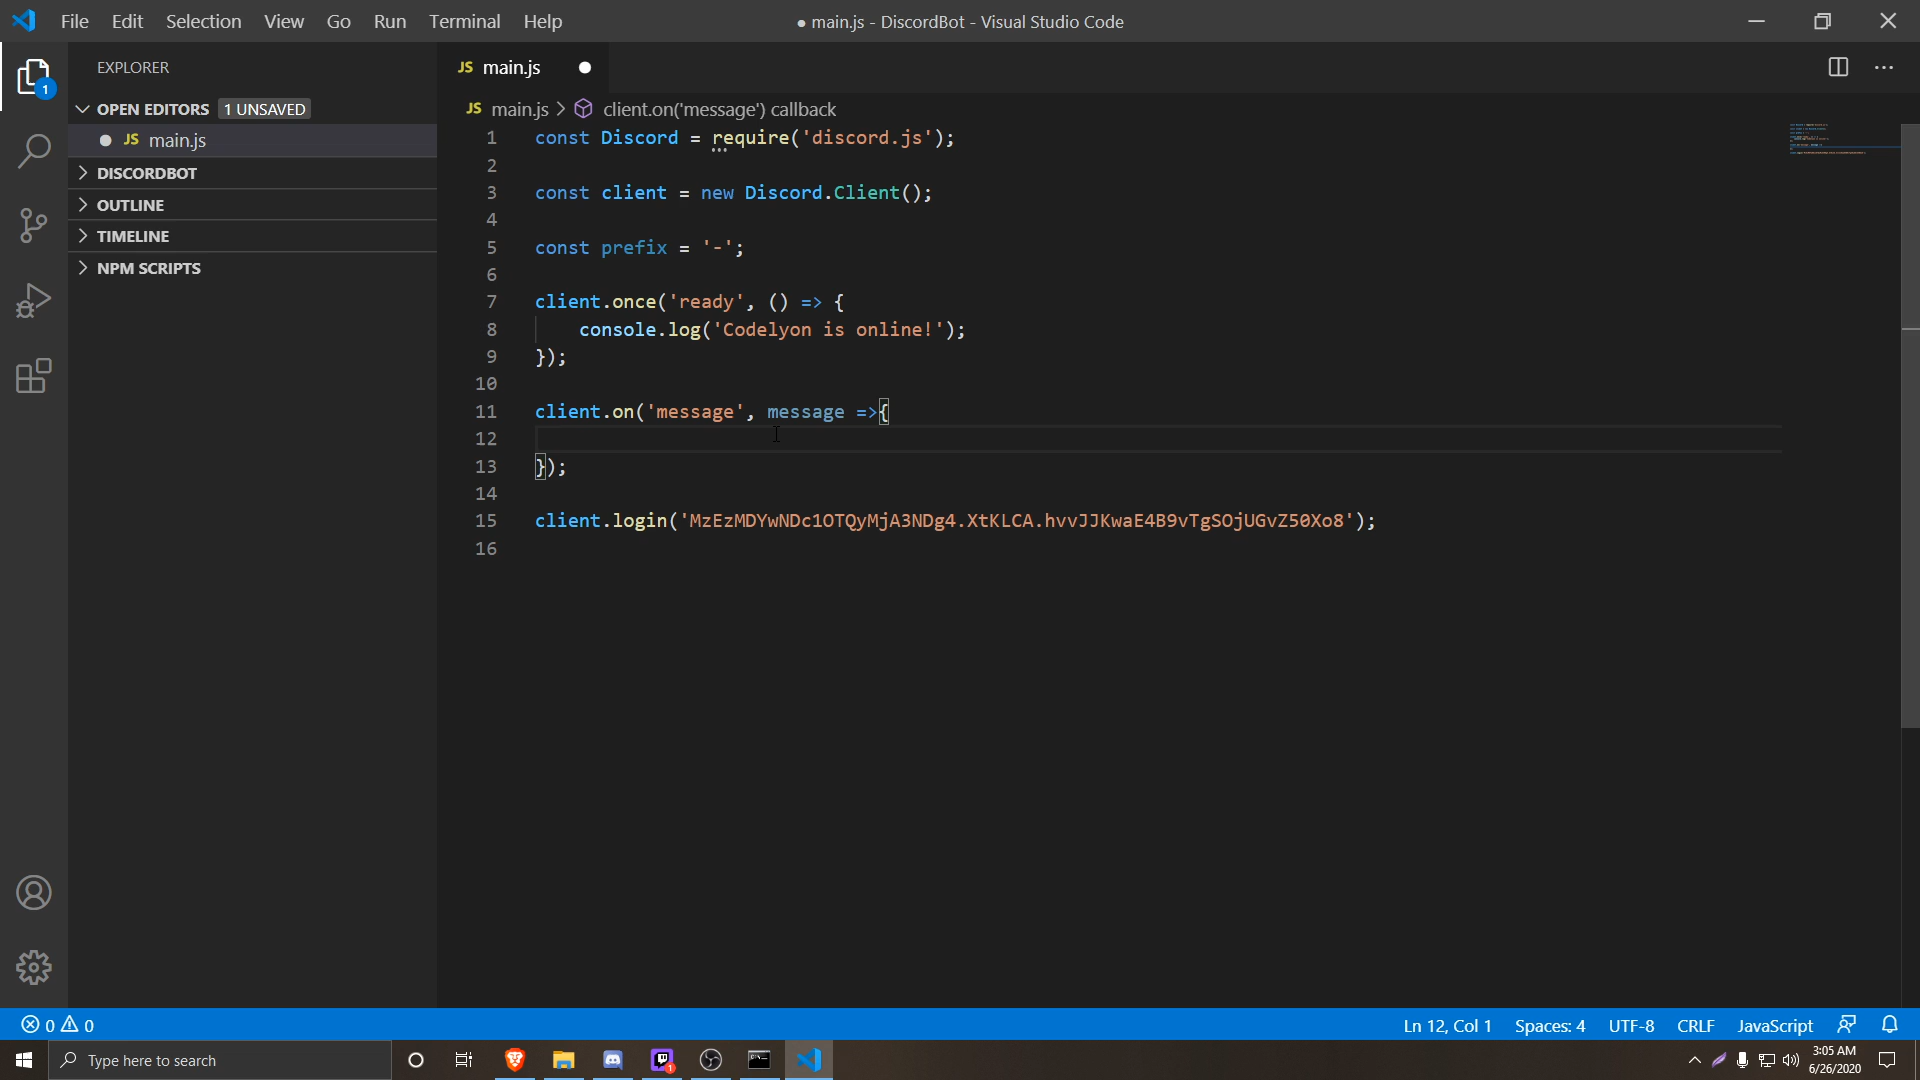 File Edit Selection View Go Run Terminal Help
● main.js - DiscordBot - Visual Studio Code
EXPLORER
OPEN EDITORS 1 UNSAVED
JS main.js
DISCORDBOT
OUTLINE
TIMELINE
NPM SCRIPTS
1
JS main.js
JS main.js > client.on('message') callback
1 const Discord = require('discord.js');
2
3 const client = new Discord.Client();
4
5 const prefix = '-';
6
7 client.once('ready', () => {
8 console.log('Codelyon is online!');
9 });
10
11 client.on('message', message =>{
12
13 });
14
15 client.login('MzEzMDYwNDc1OTQyMjA3NDg4.XtKLCA.hvvJJKwaE4B9vTgSOjUGvZ50Xo8');
16
0 0
Ln 12, Col 1 Spaces: 4 UTF-8 CRLF JavaScript
Type here to search
1
3:05 AM
6/26/2020